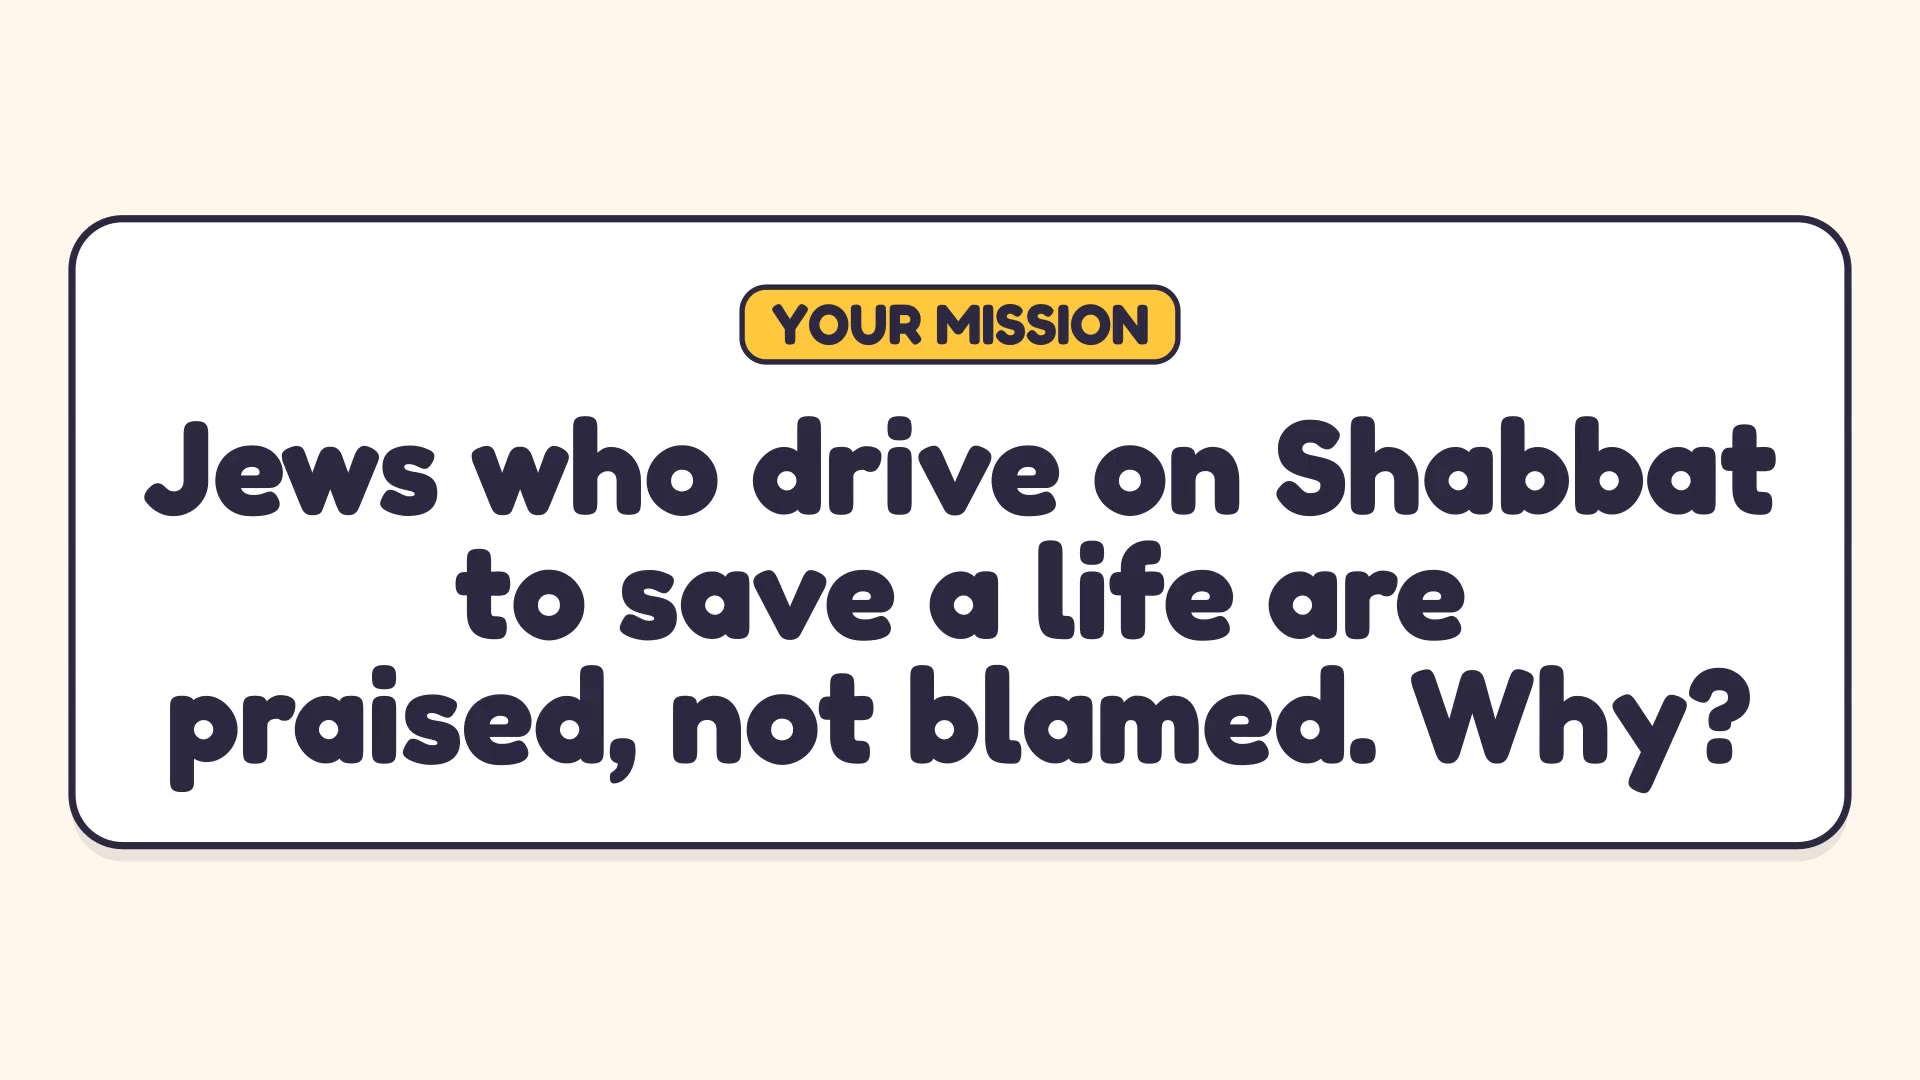 YOUR MISSION
Jews who drive on Shabbat
to save a life are
praised, not blamed. Why?